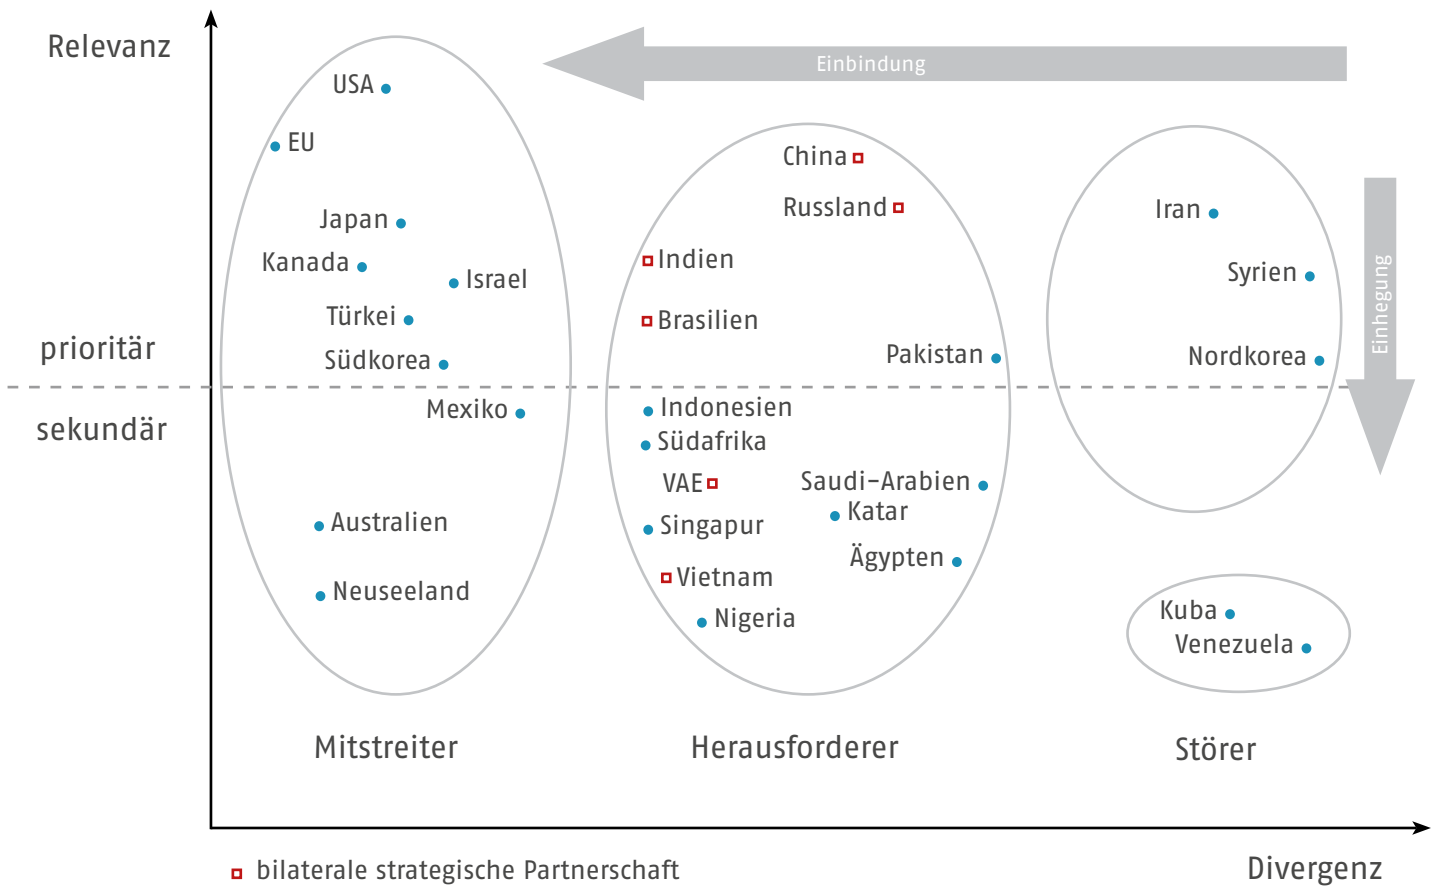 Relevanz
Einbindung
USA
EU
China
Russland
Iran
Japan
Kanada
Israel
Indien
Syrien
Einhegung
Türkei
Brasilien
prioritär
Südkorea
Pakistan
Nordkorea
sekundär
Mexiko
Indonesien
Südafrika
VAE
Saudi-Arabien
Katar
Australien
Singapur
Ägypten
Neuseeland
Vietnam
Nigeria
Kuba
Venezuela
Mitstreiter
Herausforderer
Störer
bilaterale strategische Partnerschaft
Divergenz